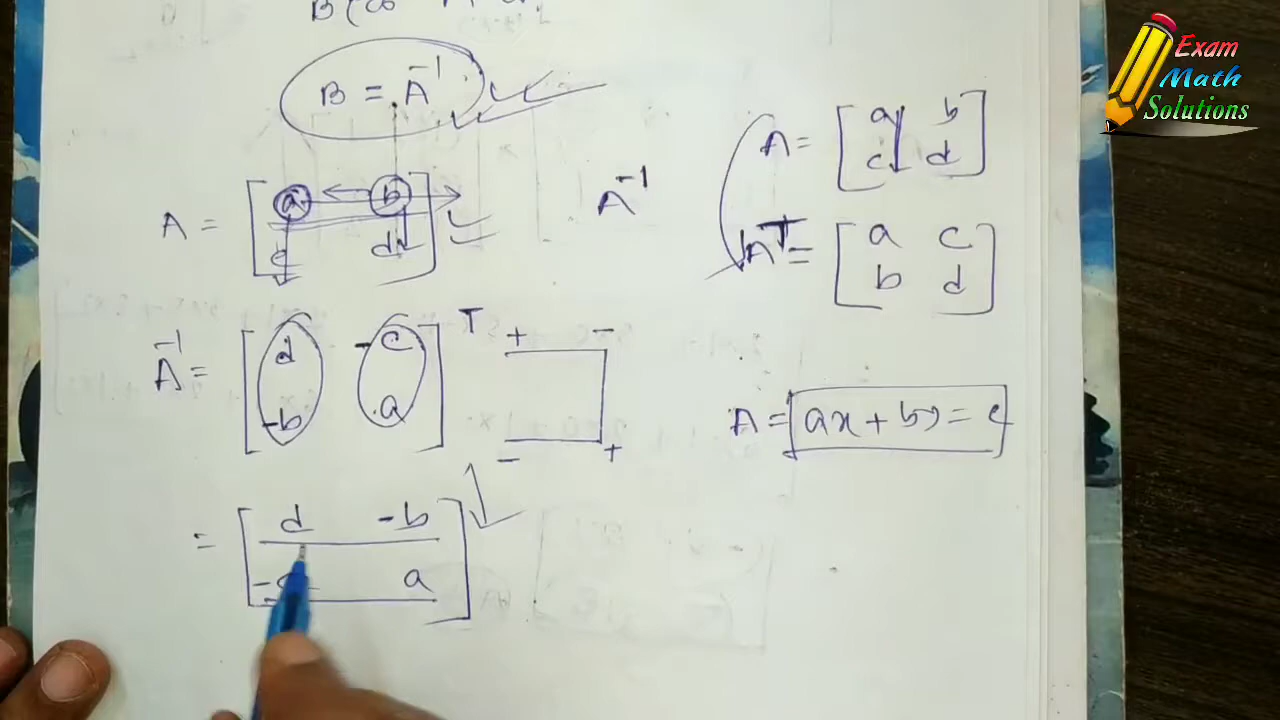 B = A⁻¹
A = [a b
c d]
A⁻¹
A⁻¹ = [d -c
-b a]ᵀ
+ -
- +
= [d -b
-c a]
A = [a b
c d]
Aᵀ = [a c
b d]
A = ax + by = c
Exam
Math
Solutions